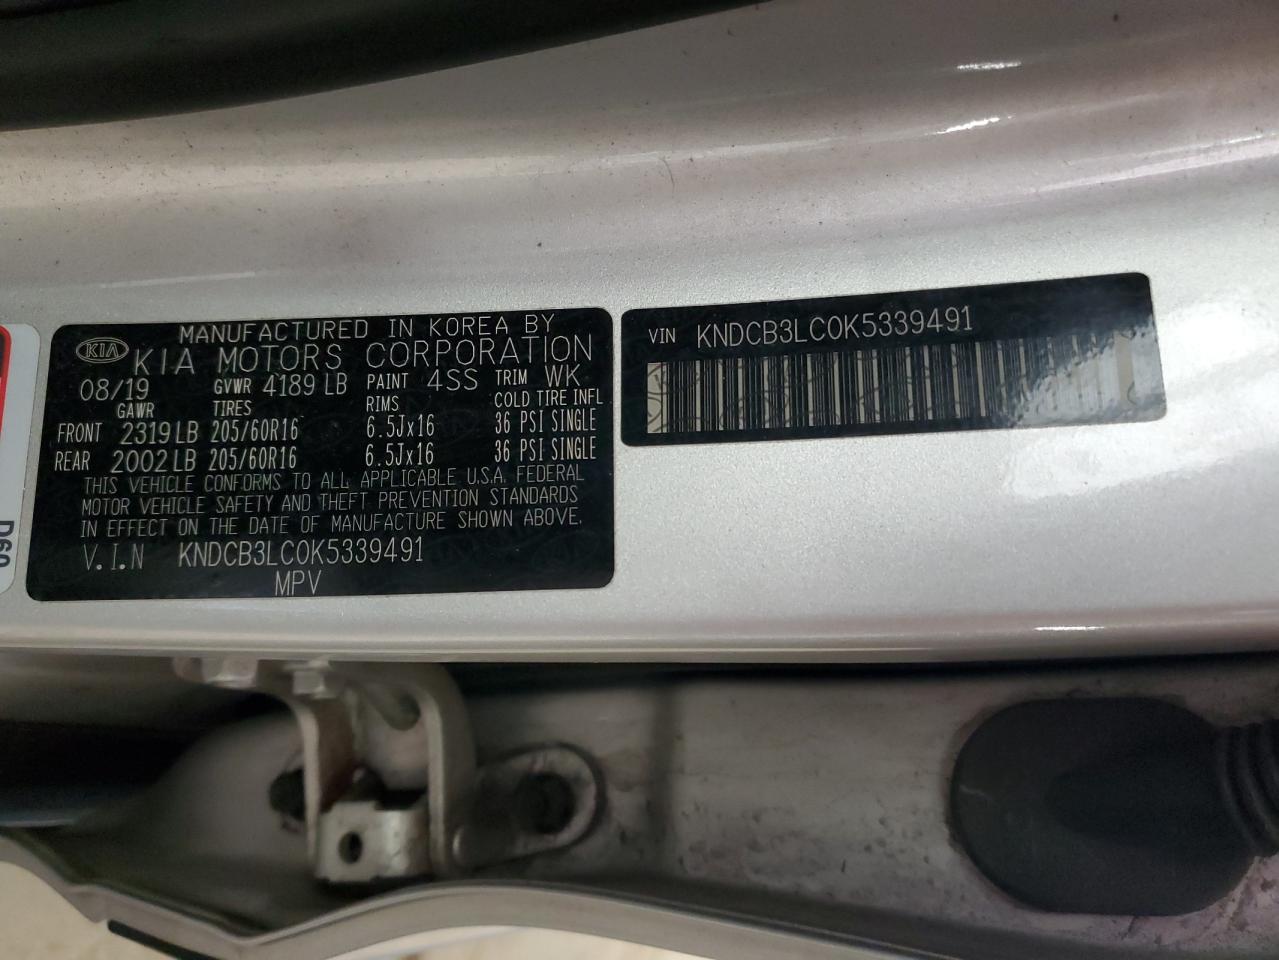 MANUFACTURED IN KOREA BY
KIA KIA MOTORS CORPORATION
08/19 GVWR 4189 LB PAINT 4SS TRIM WK
GAWR TIRES RIMS COLD TIRE INFL
FRONT 2319 LB 205/60R16 6.5Jx16 36 PSI SINGLE
REAR 2002 LB 205/60R16 6.5Jx16 36 PSI SINGLE
THIS VEHICLE CONFORMS TO ALL APPLICABLE U.S.A. FEDERAL
MOTOR VEHICLE SAFETY AND THEFT PREVENTION STANDARDS
IN EFFECT ON THE DATE OF MANUFACTURE SHOWN ABOVE.
V.I.N KNDCB3LC0K5339491
MPV
VIN KNDCB3LC0K5339491